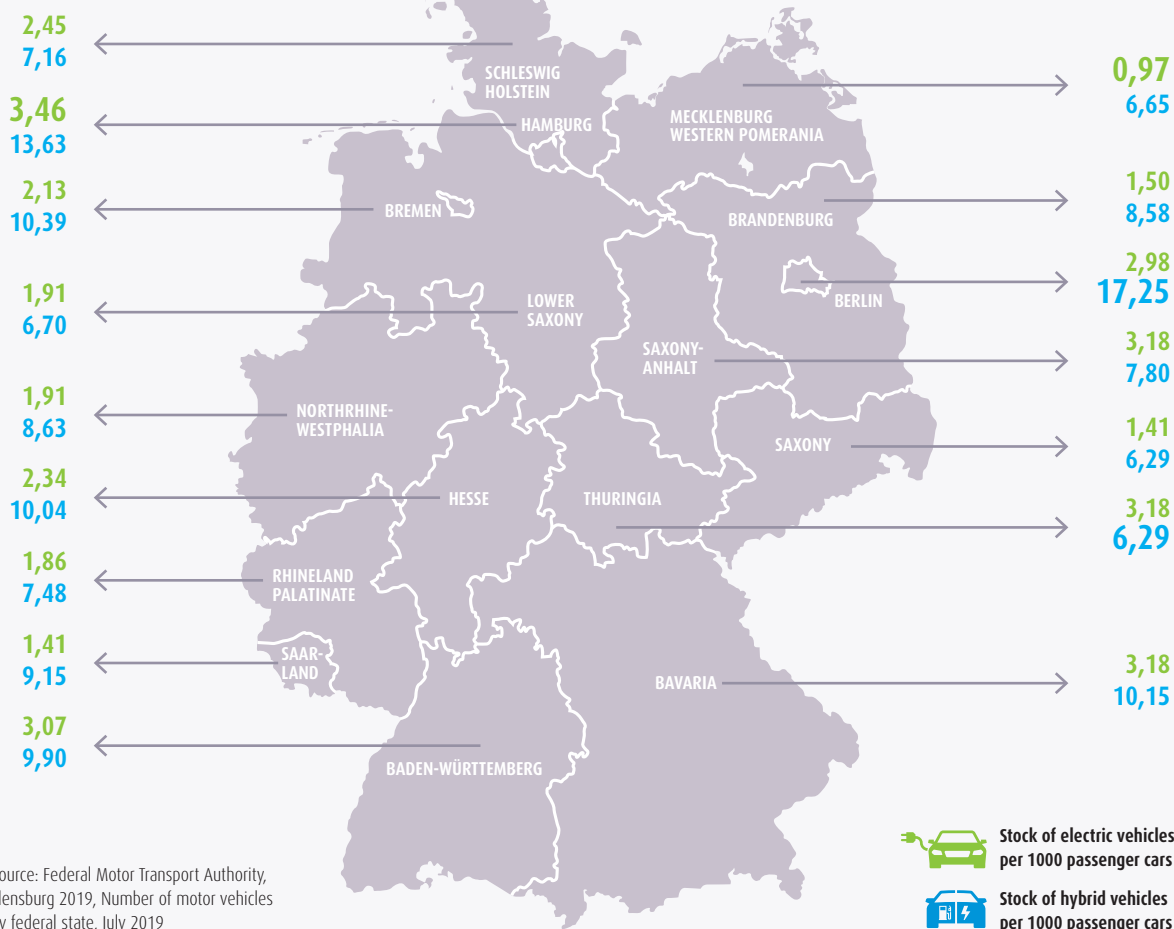 2,45
7,16
3,46
13,63
2,13
10,39
1,91
6,70
1,91
8,63
2,34
10,04
1,86
7,48
1,41
9,15
3,07
9,90
SCHLESWIG
HOLSTEIN
HAMBURG
MECKLENBURG
WESTERN POMERANIA
BREMEN
BRANDENBURG
LOWER
SAXONY
BERLIN
SAXONY-
ANHALT
NORTHRHINE-
WESTPHALIA
SAXONY
HESSE
THURINGIA
RHINELAND
PALATINATE
SAAR-
LAND
BAVARIA
BADEN-WÜRTTEMBERG
0,97
6,65
1,50
8,58
2,98
17,25
3,18
7,80
1,41
6,29
3,18
6,29
3,18
10,15
Stock of electric vehicles
per 1000 passenger cars
Stock of hybrid vehicles
per 1000 passenger cars
ource: Federal Motor Transport Authority,
lensburg 2019, Number of motor vehicles
y federal state, July 2019